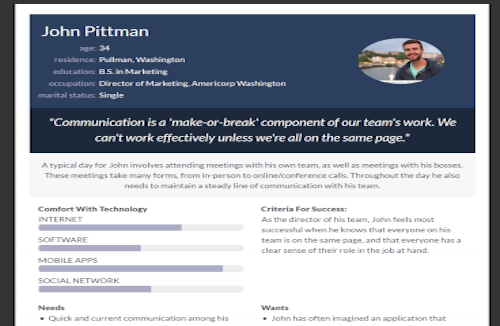 John Pittman
age: 34
residence: Pullman, Washington
education: B.S. in Marketing
occupation: Director of Marketing, Americorp Washington
marital status: Single
"Communication is a 'make-or-break' component of our team's work. We
can't work effectively unless we're all on the same page."
A typical day for John involves attending meetings with his own team, as well as meetings with his bosses.
These meetings take many forms, from in-person to online/conference calls. Throughout the day he also
needs to maintain a steady line of communication with his team.
Comfort With Technology
INTERNET
SOFTWARE
MOBILE APPS
SOCIAL NETWORK
Criteria For Success:
As the director of his team, John feels most
successful when he knows that everyone on his
team is on the same page, and that everyone has a
clear sense of their role in the job at hand.
Needs
• Quick and current communication among his
Wants
• John has often imagined an application that